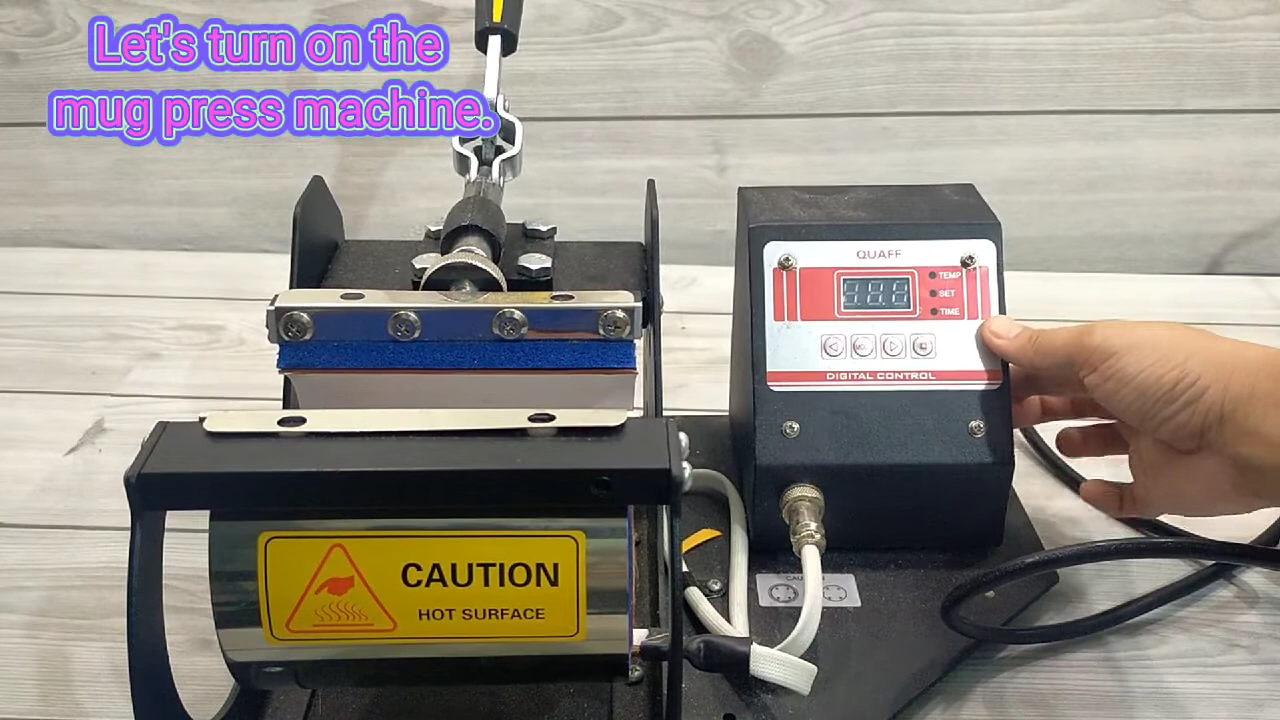 Let's turn on the
mug press machine.
QUAFF
TEMP
SET
TIME
DIGITAL CONTROL
CAUTION
HOT SURFACE